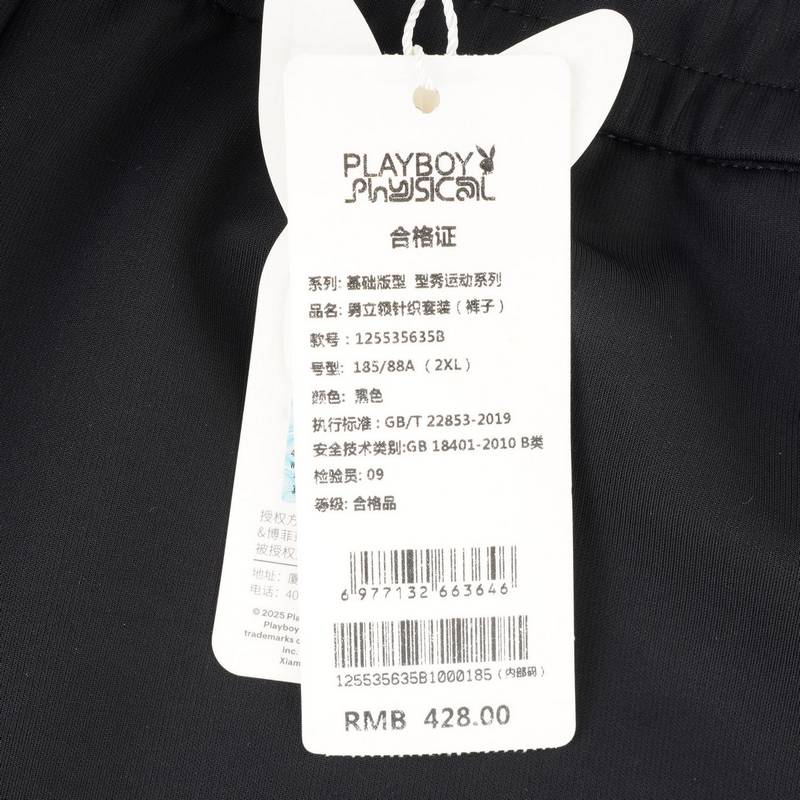 PLAYBOY
Physical
合格证
系列: 基础版型 型秀运动系列
品名: 男立领针织套装（裤子）
款号：125535635B
号型: 185/88A （2XL）
颜色: 黑色
执行标准：GB/T 22853-2019
安全技术类别:GB 18401-2010 B类
检验员: 09
等级: 合格品
6 977132 663646
125535635B1000185（内部码）
RMB 428.00
授权方
&博菲
被授权
地址:
电话: 40
© 2025 Pla
Playboy
trademarks o
inc.
Xiam